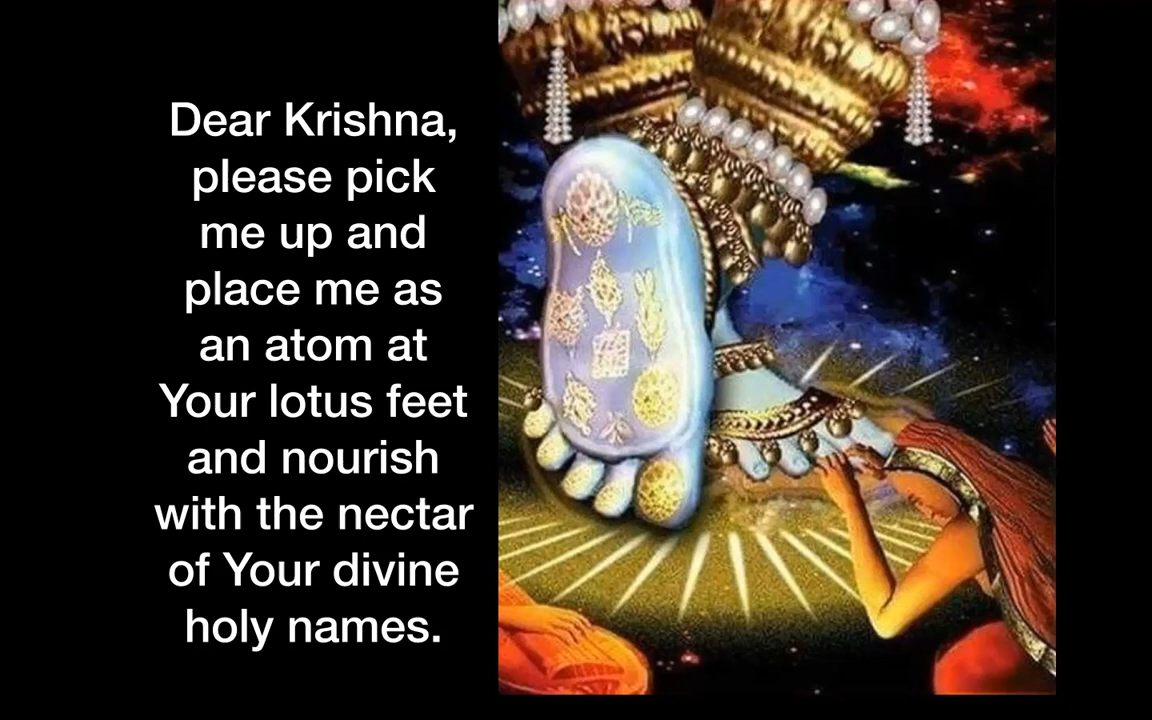 Dear Krishna,
please pick
me up and
place me as
an atom at
Your lotus feet
and nourish
with the nectar
of Your divine
holy names.